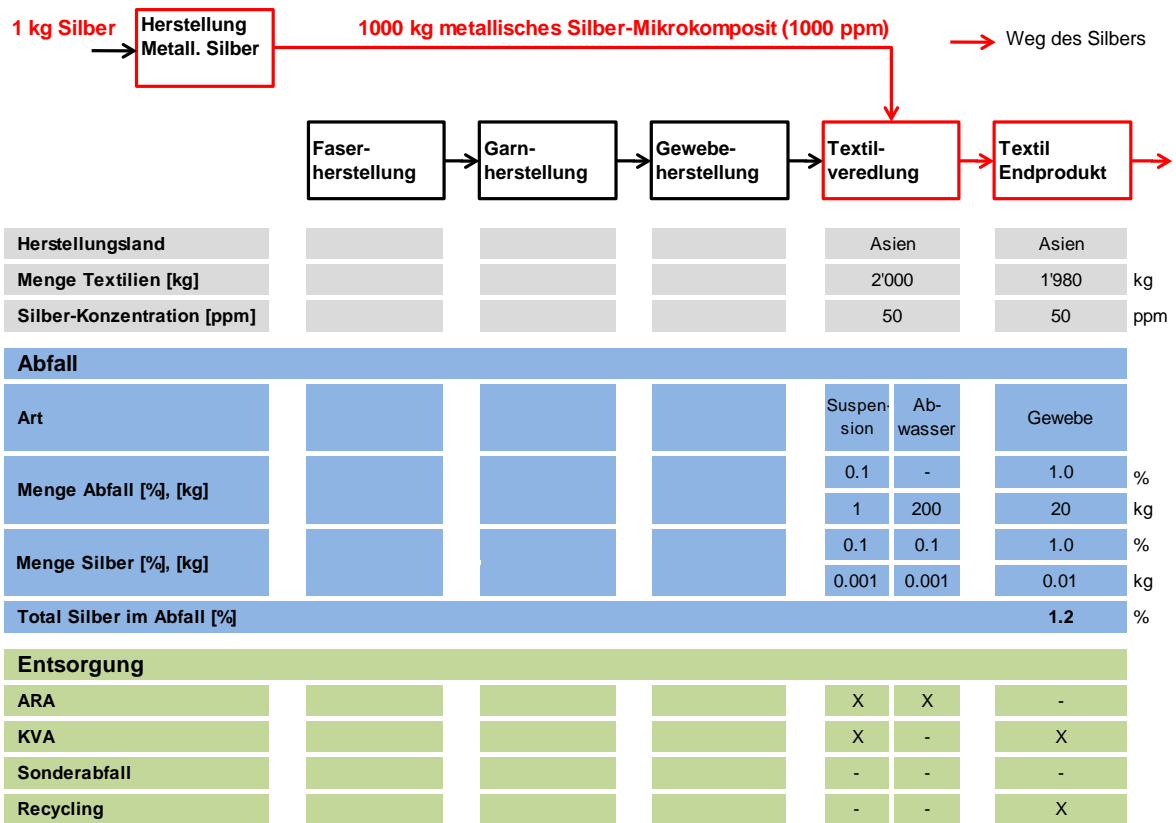 1 kg Silber
Herstellung
Metall. Silber
1000 kg metallisches Silber-Mikrokomposit (1000 ppm)
Weg des Silbers
Faser-
herstellung
Garn-
herstellung
Gewebe-
herstellung
Textil-
veredlung
Textil
Endprodukt
Herstellungsland Asien Asien
Menge Textilien [kg] 2'000 1'980 kg
Silber-Konzentration [ppm] 50 50 ppm
Abfall
Art
Suspen-
sion
Ab-
wasser
Gewebe
Menge Abfall [%], [kg]
0.1 - 1.0 %
1 200 20 kg
Menge Silber [%], [kg]
0.1 0.1 1.0 %
0.001 0.001 0.01 kg
Total Silber im Abfall [%] 1.2 %
Entsorgung
ARA X X -
KVA X - X
Sonderabfall - - -
Recycling - - X